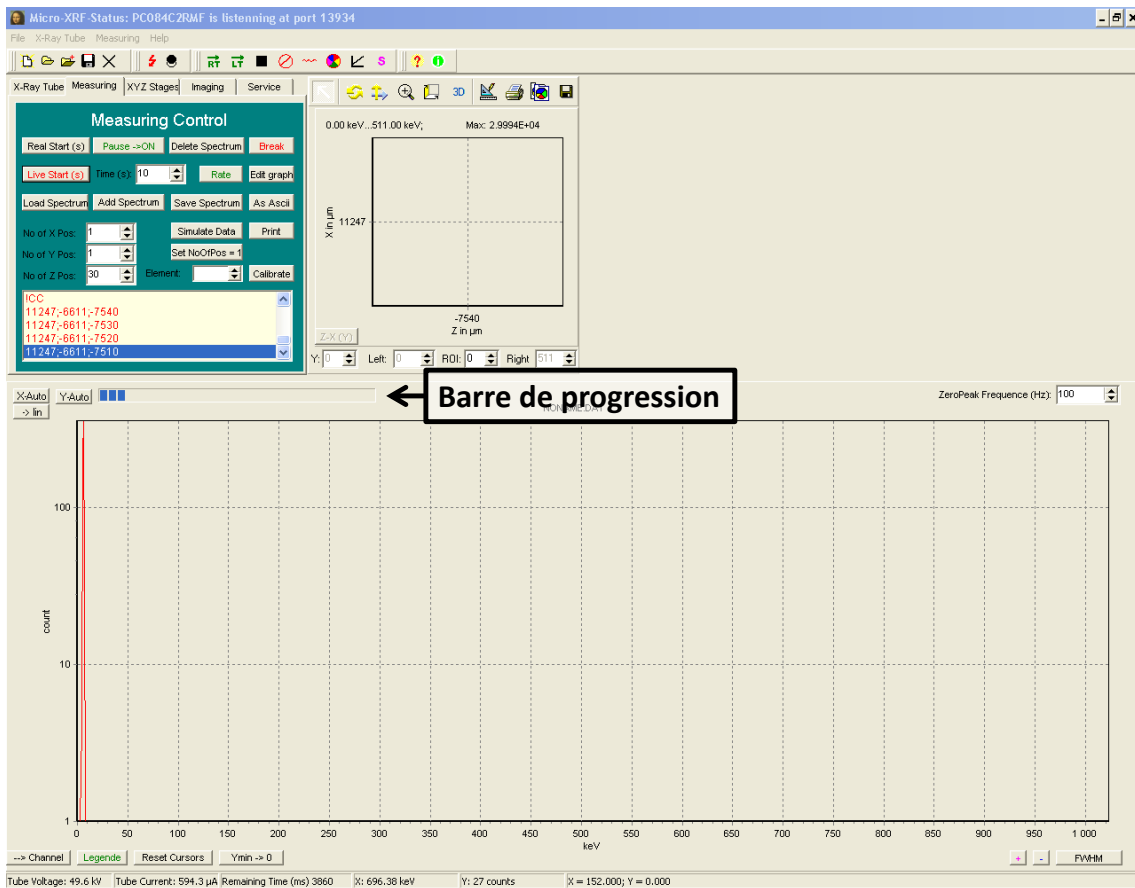 Micro-XRF-Status: PC084C2RMF is listenning at port 13934
File X-Ray Tube Measuring Help
RT LT S ? i
X-Ray Tube Measuring XYZ Stages Imaging Service
3D
Measuring Control
Real Start (s) Pause ->ON Delete Spectrum Break
Live Start (s) Time (s): 10 Rate Edit graph
Load Spectrum Add Spectrum Save Spectrum As Ascii
No of X Pos: 1 Simulate Data Print
No of Y Pos: 1 Set NoOfPos = 1
No of Z Pos: 30 Element: Calibrate
!CC
11247;-6611;-7540
11247;-6611;-7530
11247;-6611;-7520
11247;-6611;-7510
0.00 keV...511.00 keV; Max: 2.9994E+04
X in µm
11247
-7540
Z in µm
Z-X (Y)
Y: 0 Left: 0 ROI: 0 Right 511
X-Auto Y-Auto
-> lin
Barre de progression
ZeroPeak Frequence (Hz): 100
count
100
10
1
0 50 100 150 200 250 300 350 400 450 500 550 600 650 700 750 800 850 900 950 1 000
keV
--> Channel Legende Reset Cursors Ymin -> 0 + - FWHM
Tube Voltage: 49.6 kV Tube Current: 594.3 µA Remaining Time (ms) 3860 X: 696.38 keV Y: 27 counts X = 152.000; Y = 0.000